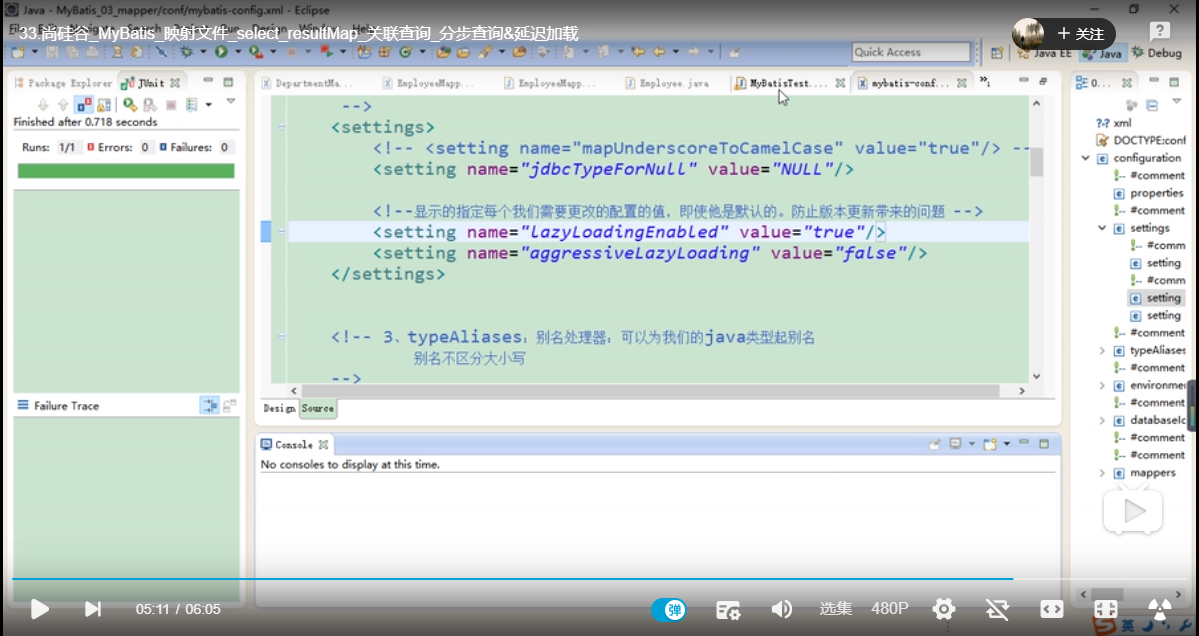 Java - MyBatis_03_mapper/conf/mybatis-config.xml - Eclipse
33.尚硅谷_MyBatis_映射文件_select_resultMap_关联查询_分步查询&延迟加载
+ 关注
Quick Access
Java EE
Java
Debug
Package Explorer
JUnit
DepartmentMa...
EmployeeMapp...
EmployeeMapp...
Employee.java
MyBatisTest....
mybatis-conf...
Finished after 0.718 seconds
Runs: 1/1
Errors: 0
Failures: 0
Failure Trace
-->
<settings>
<!-- <setting name="mapUnderscoreToCamelCase" value="true"/> --
<setting name="jdbcTypeForNull" value="NULL"/>
<!--显示的指定每个我们需要更改的配置的值，即使他是默认的。防止版本更新带来的问题 -->
<setting name="lazyLoadingEnabled" value="true"/>
<setting name="aggressiveLazyLoading" value="false"/>
</settings>
<!-- 3、typeAliases：别名处理器：可以为我们的java类型起别名
别名不区分大小写
-->
Design
Source
Console
No consoles to display at this time.
O...
xml
DOCTYPE:conf
configuration
#comment
properties
#comment
settings
#comm
setting
#comm
setting
setting
#comment
typeAliases
#comment
environme
#comment
databaseIc
#comment
#comment
mappers
05:11 / 06:05
弹
选集
480P
英